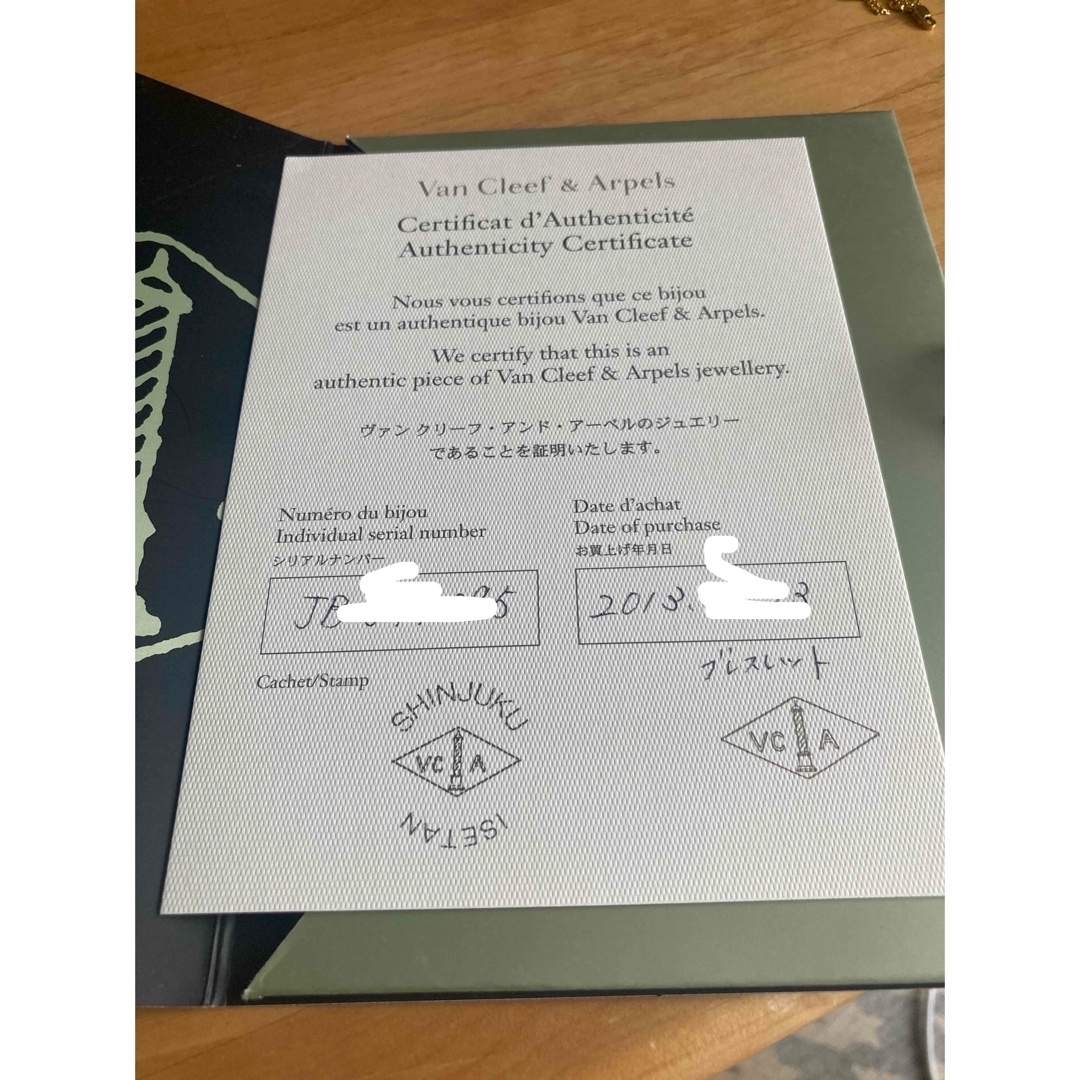 Van Cleef & Arpels
Certificat d'Authenticité
Authenticity Certificate
Nous vous certifions que ce bijou
est un authentique bijou Van Cleef & Arpels.
We certify that this is an
authentic piece of Van Cleef & Arpels jewellery.
ヴァン クリーフ・アンド・アーペルのジュエリー
であることを証明いたします。
Numéro du bijou
Individual serial number
シリアルナンバー
Date d'achat
Date of purchase
お買上げ年月日
2013.
ブレスレット
Cachet/Stamp
SHINJUKU
VC A
ISETAN
VC A